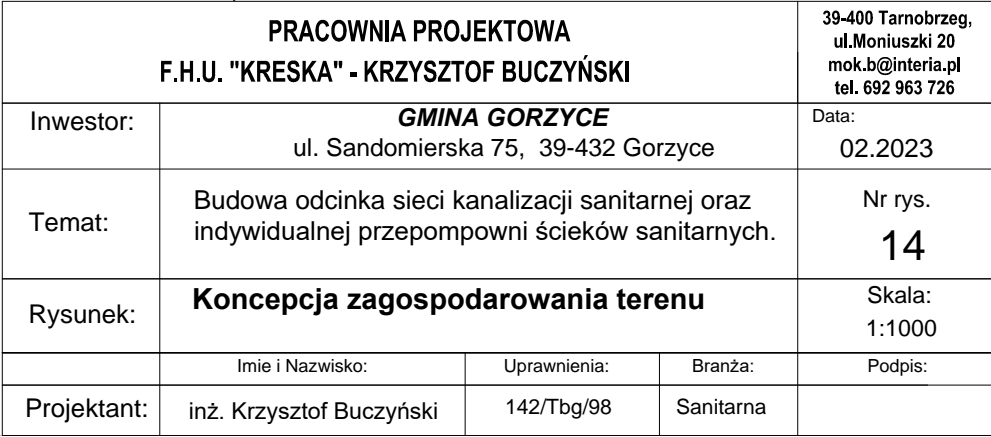 PRACOWNIA PROJEKTOWA
F.H.U. "KRESKA" - KRZYSZTOF BUCZYŃSKI
39-400 Tarnobrzeg,
ul.Moniuszki 20
mok.b@interia.pl
tel. 692 963 726
Inwestor:
GMINA GORZYCE
ul. Sandomierska 75, 39-432 Gorzyce
Data:
02.2023
Temat:
Budowa odcinka sieci kanalizacji sanitarnej oraz
indywidualnej przepompowni ścieków sanitarnych.
Nr rys.
14
Rysunek:
Koncepcja zagospodarowania terenu
Skala:
1:1000
Imie i Nazwisko:
Uprawnienia:
Branża:
Podpis:
Projektant:
inż. Krzysztof Buczyński
142/Tbg/98
Sanitarna